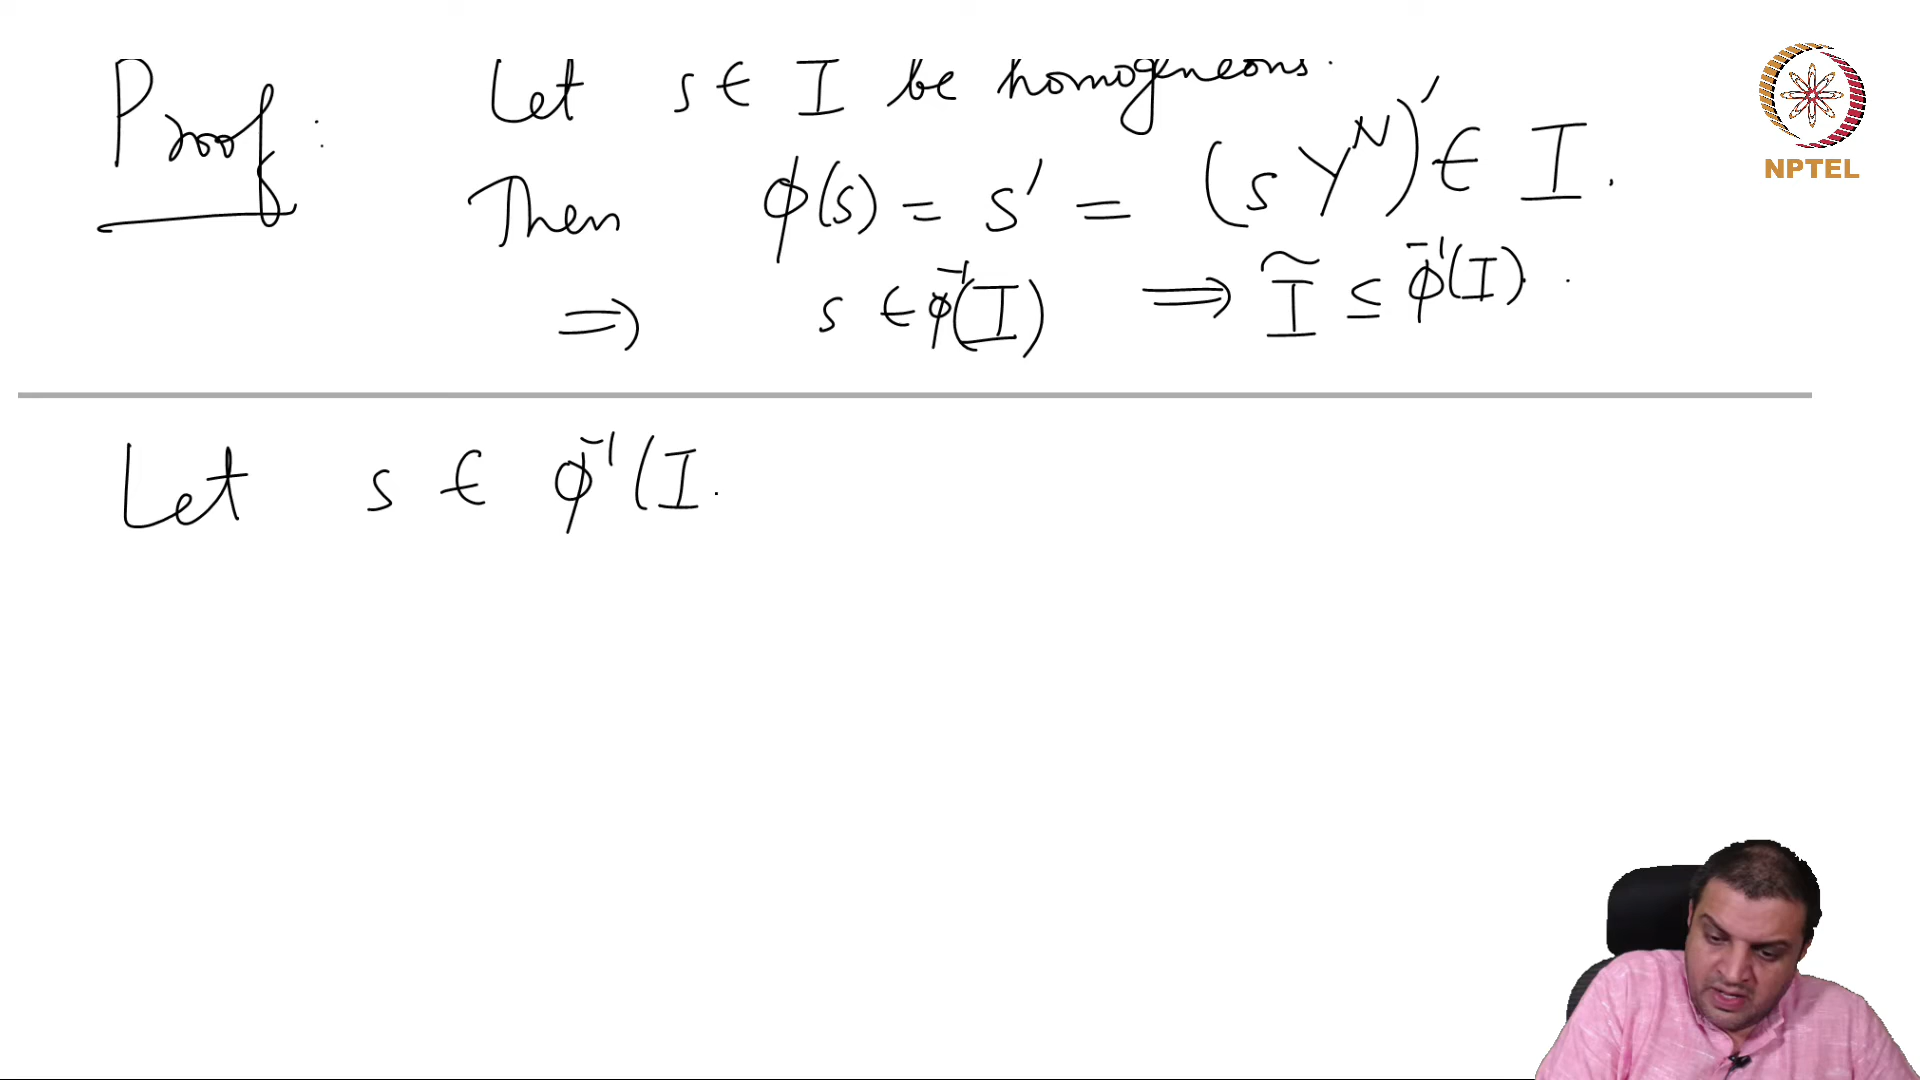 Proof : Let s ∈ I be homogeneous.
Then φ(s) = s' = (s Y^N)' ∈ I.
⇒ s ∈ φ^{-1}(I) ⇒ Ĩ ≤ φ^{-1}(I).
Let s ∈ φ^{-1}(I
NPTEL